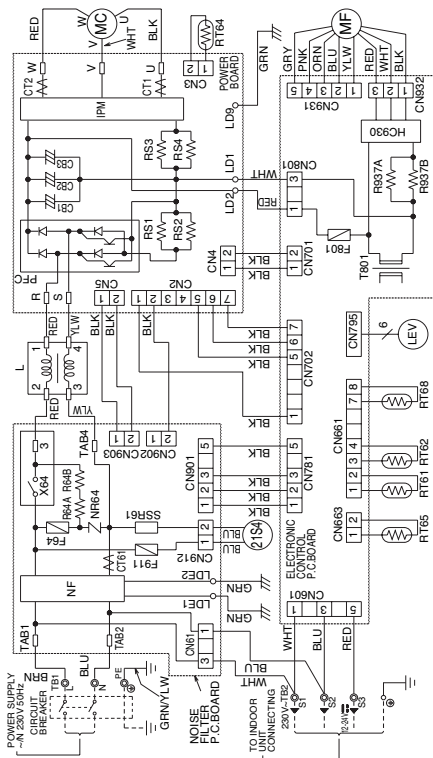 POWER SUPPLY
~/N 230V 50Hz
CIRCUIT
BREAKER
TB1
L
N
PE
BRN
BLU
GRN/YLW
NOISE
FILTER
P.C.BOARD
TAB1
TAB2
NF
LDE2
LDE1
GRN
GRN
CN61
3
1
WHT
BLU
X64
3
R64A
R64B
F64
NR64
CT61
SSR61
F911
TAB4
RED
YLW
L
2
1
3
4
RED
YLW
R
S
CN912
2
1
BLU
BLU
21S4
CN901
5
3
2
1
CN902
2
1
CN903
2
1
BLK
BLK
BLK
BLK
BLK
BLK
BLK
CN781
5
3
2
1
PFC
CB1
CB2
CB3
RS1
RS2
RS3
RS4
IPM
CN5
2
1
CN2
1
2
4
3
5
6
7
CN4
1
2
LD1
LD2
LD9
GRN
POWER
BOARD
CN3
2
1
RT64
CT2
CT1
W
V
U
RED
WHT
BLK
W
V
U
MC
BLK
BLK
CN701
1
2
BLK
BLK
BLK
CN702
7
6
5
1
WHT
RED
CN801
3
1
F801
T801
R937A
R937B
HC930
CN932
3
2
1
CN931
5
4
3
2
1
GRY
PNK
ORN
BLU
YLW
RED
WHT
BLK
MF
ELECTRONIC
CONTROL
P.C.BOARD
CN601
1
3
5
WHT
BLU
RED
TO INDOOR
UNIT
CONNECTING
230V~
TB2
S1
S2
S3
12-24V
CN663
1
2
RT65
CN661
1
2
3
4
7
8
RT61
RT62
RT68
CN795
6
LEV